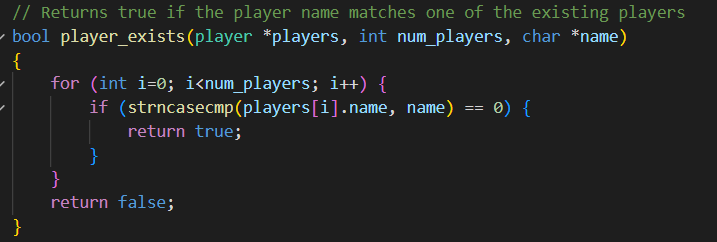 // Returns true if the player name matches one of the existing players
bool player_exists(player *players, int num_players, char *name)
{
    for (int i=0; i<num_players; i++) {
        if (strncasecmp(players[i].name, name) == 0) {
            return true;
        }
    }
    return false;
}